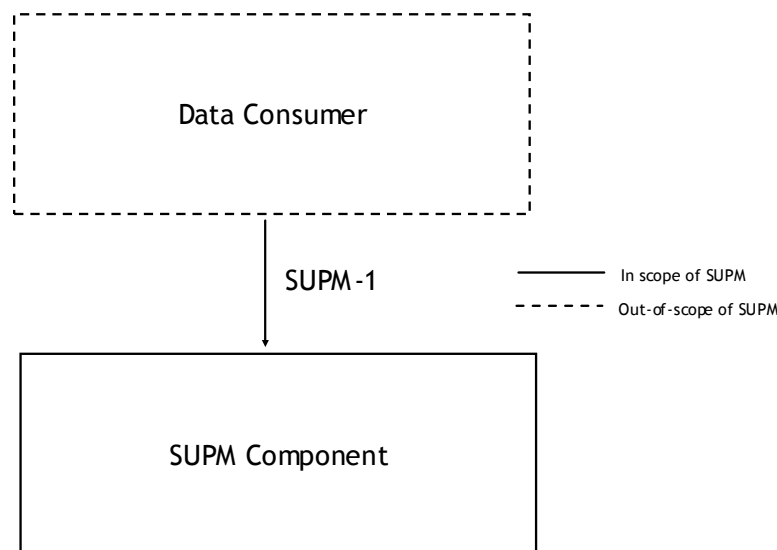 Data Consumer
SUPM-1
In scope of SUPM
Out-of-scope of SUPM
SUPM Component